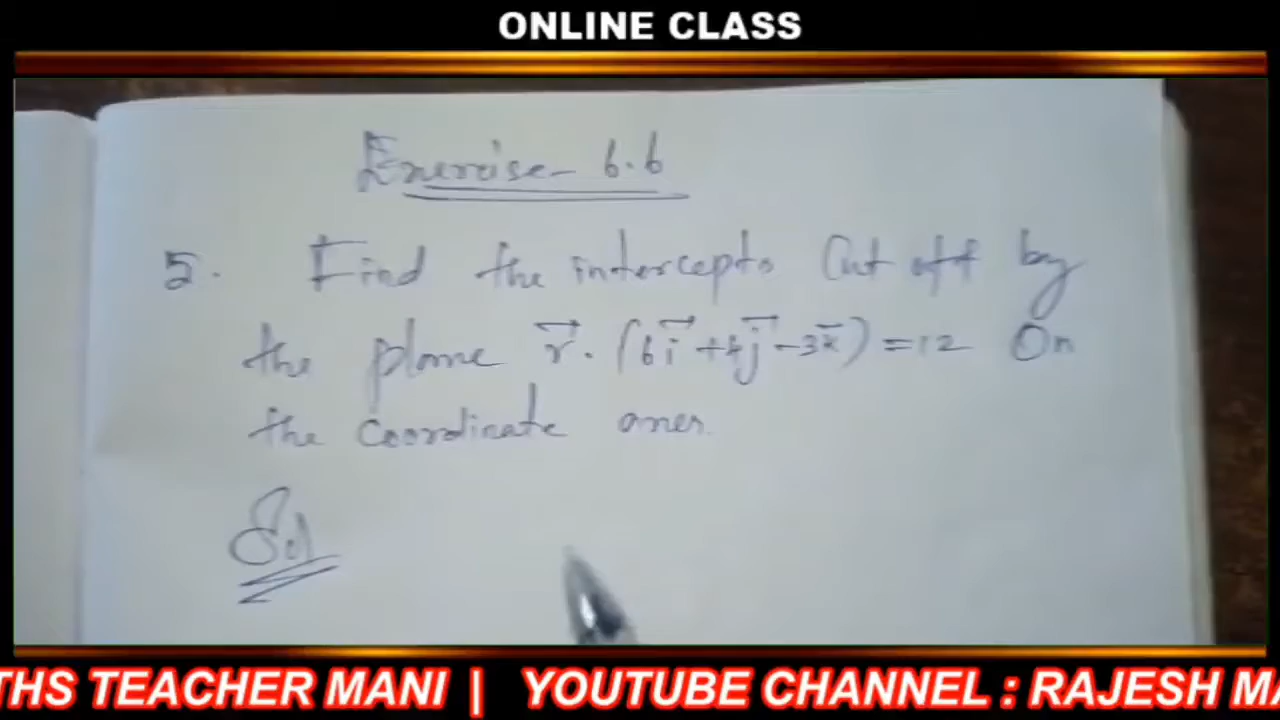 ONLINE CLASS
Exercise- 6.6
5. Find the intercepts Cut off by
the plane r⃗. (6i⃗ +4j⃗ -3k̄) = 12 On
the coordinate axes.
Sol
THS TEACHER MANI | YOUTUBE CHANNEL : RAJESH MA